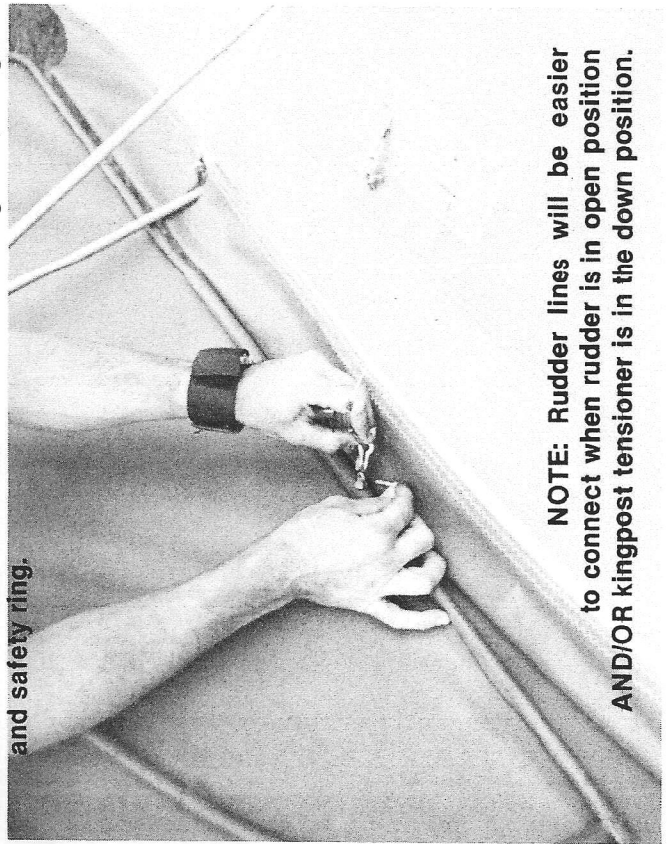 and safety ring.
NOTE: Rudder lines will be easier
to connect when rudder is in open position
AND/OR kingpost tensioner is in the down position.